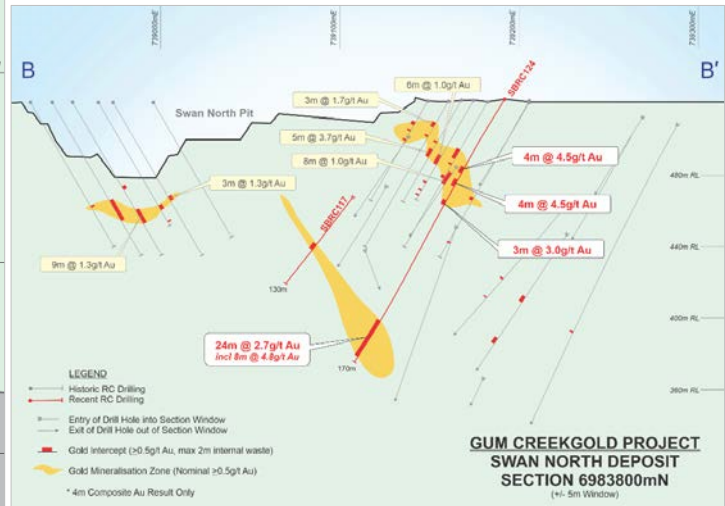 739000mE
739100mE
739200mE
739300mE
B
B'
SBRC124
6m @ 1.0g/t Au
3m @ 1.7g/t Au
Swan North Pit
5m @ 3.7g/t Au
8m @ 1.0g/t Au
4m @ 4.5g/t Au
480m RL
3m @ 1.3g/t Au
4m @ 4.5g/t Au
SBRC117
3m @ 3.0g/t Au
440m RL
9m @ 1.3g/t Au
130m
400m RL
24m @ 2.7g/t Au
incl 8m @ 4.8g/t Au
170m
360m RL
LEGEND
Historic RC Drilling
Recent RC Drilling
Entry of Drill Hole into Section Window
Exit of Drill Hole out of Section Window
Gold Intercept (≥0.5g/t Au, max 2m internal waste)
Gold Mineralisation Zone (Nominal ≥0.5g/t Au)
* 4m Composite Au Result Only
GUM CREEKGOLD PROJECT
SWAN NORTH DEPOSIT
SECTION 6983800mN
(+/- 5m Window)